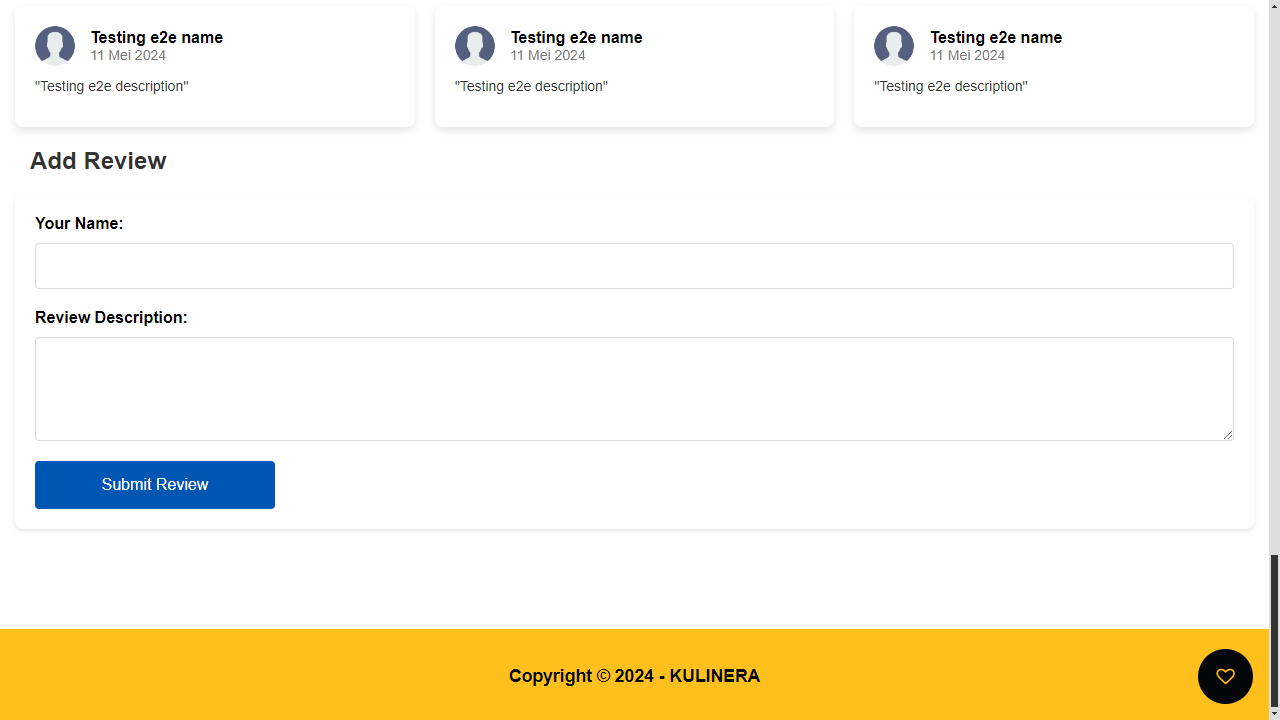 Testing e2e name
11 Mei 2024
"Testing e2e description"
Testing e2e name
11 Mei 2024
"Testing e2e description"
Testing e2e name
11 Mei 2024
"Testing e2e description"
Add Review
Your Name:
Review Description:
Submit Review
Copyright © 2024 - KULINERA